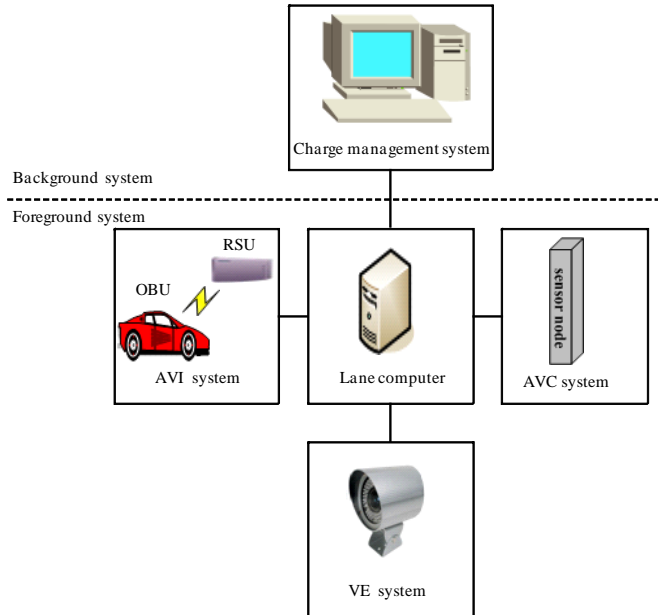 Charge management system
Background system
Foreground system
RSU
OBU
AVI system
Lane computer
sensor node
AVC system
VE system